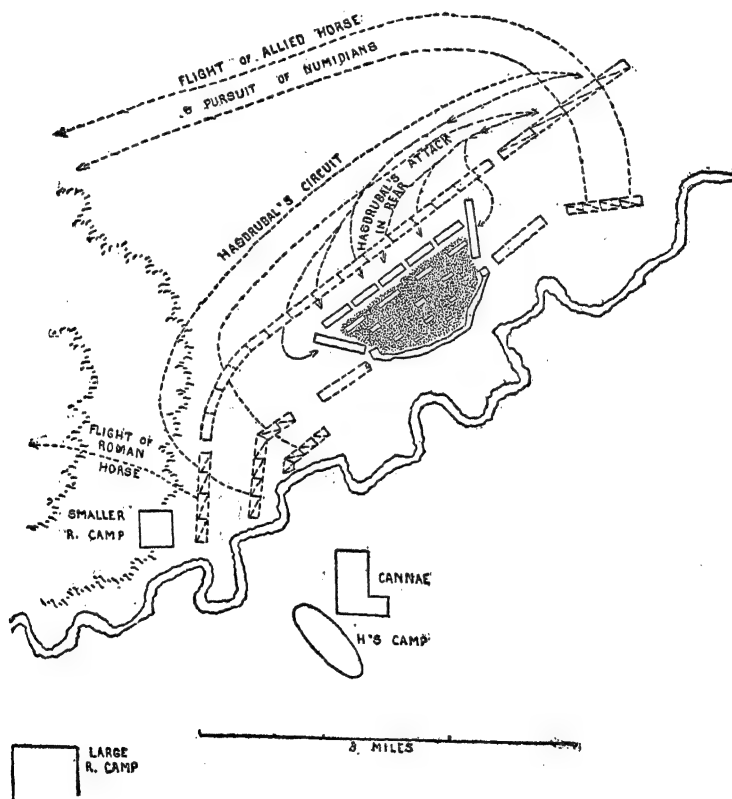 FLIGHT OF ALLIED HORSE
& PURSUIT OF NUMIDIANS
HASDRUBAL'S CIRCUIT
HASDRUBAL'S ATTACK
IN REAR
FLIGHT OF
ROMAN
HORSE
SMALLER
R. CAMP
CANNAE
H'S CAMP
LARGE
R. CAMP
3 MILES